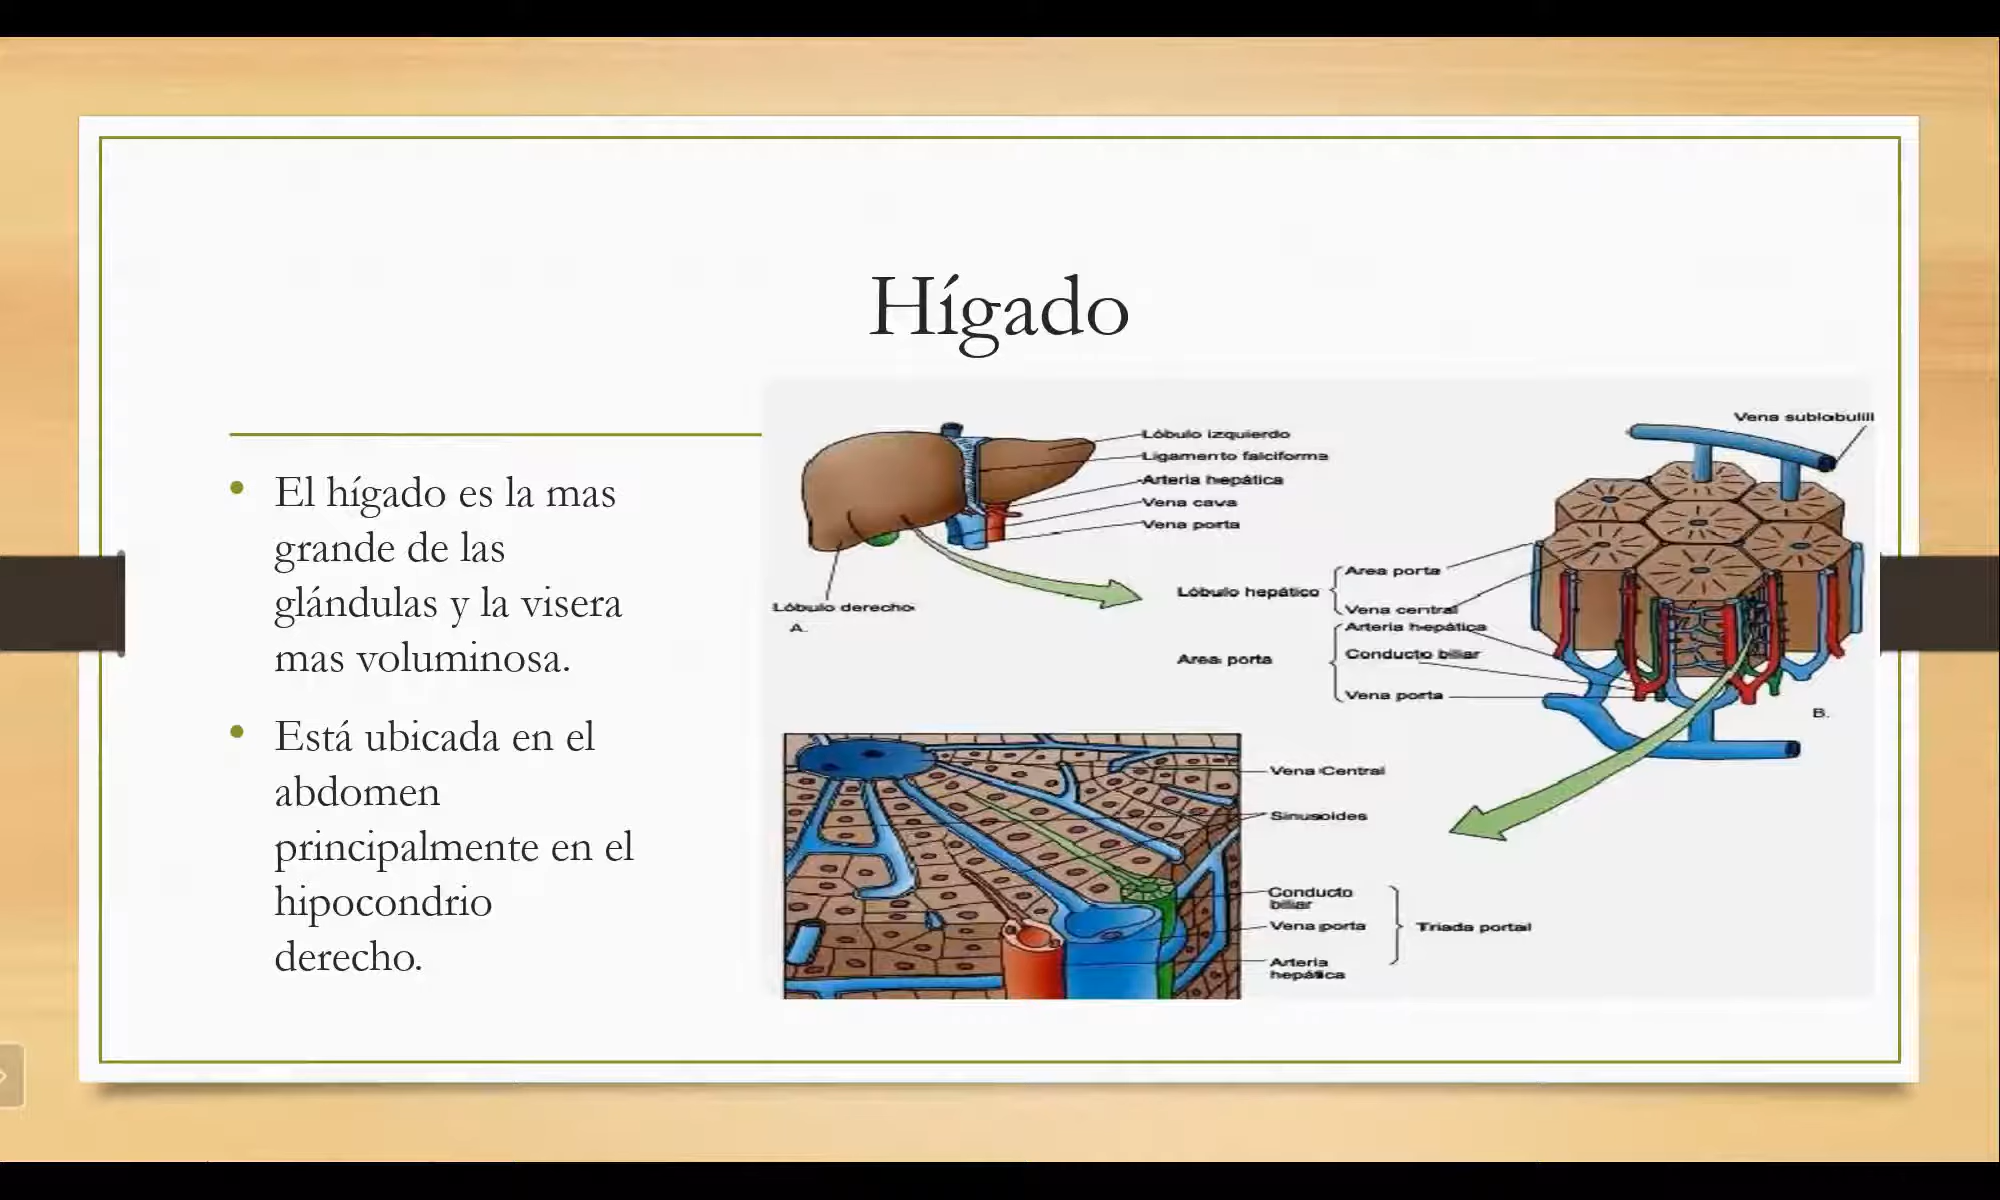 Hígado
El hígado es la mas
grande de las
glándulas y la visera
mas voluminosa.
Está ubicada en el
abdomen
principalmente en el
hipocondrio
derecho.
Lóbulo izquierdo
Ligamento falciforme
Arteria hepática
Vena cava
Vena porta
Lóbulo derecho
A.
Vena sublobulill
Lóbulo hepático
Area porta
Vena central
Area porta
Arteria hepática
Conducto biliar
Vena porta
B.
Vena Central
Sinusoides
Conducto
biliar
Vena porta
Arteria
hepática
Triada portal